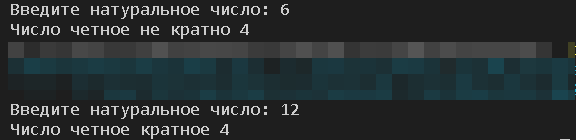 Введите натуральное число: 6
Число четное не кратно 4
Введите натуральное число: 12
Число четное кратное 4